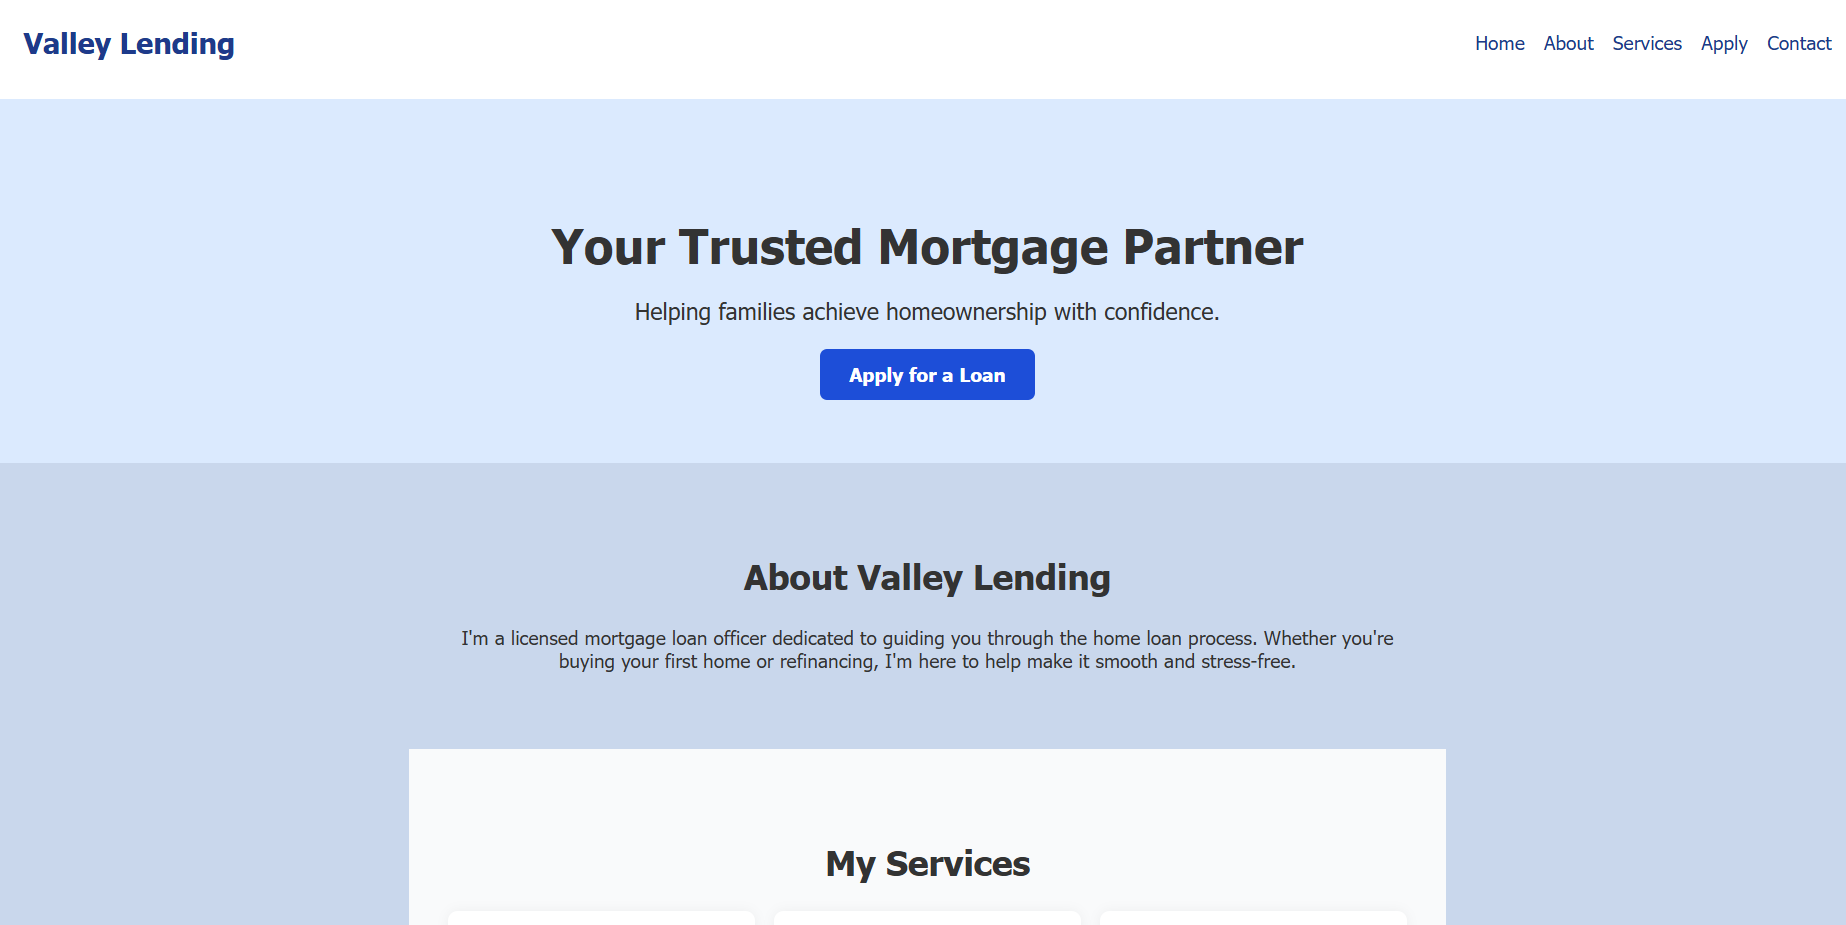 Valley Lending
Home About Services Apply Contact
Your Trusted Mortgage Partner
Helping families achieve homeownership with confidence.
Apply for a Loan
About Valley Lending
I'm a licensed mortgage loan officer dedicated to guiding you through the home loan process. Whether you're
buying your first home or refinancing, I'm here to help make it smooth and stress-free.
My Services